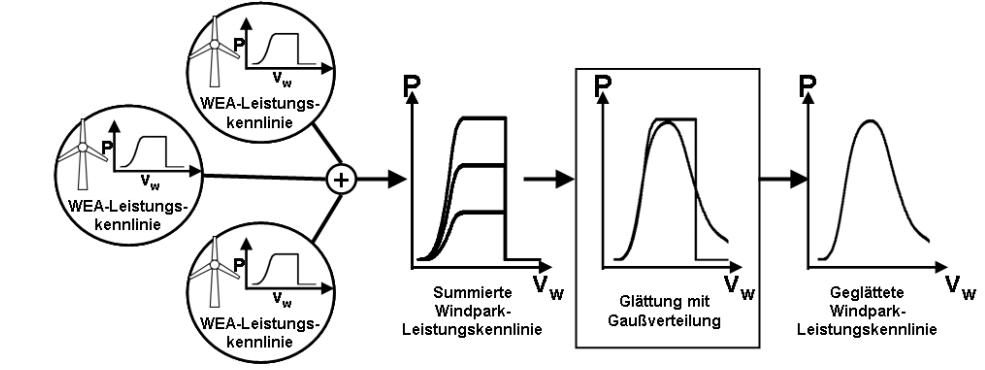 P
V_w
WEA-Leistungs-
kennlinie
P
V_w
WEA-Leistungs-
kennlinie
P
V_w
WEA-Leistungs-
kennlinie
+
P
V_w
Summierte
Windpark-
Leistungskennlinie
P
V_w
Glättung mit
Gaußverteilung
P
V_w
Geglättete
Windpark-
Leistungskennlinie